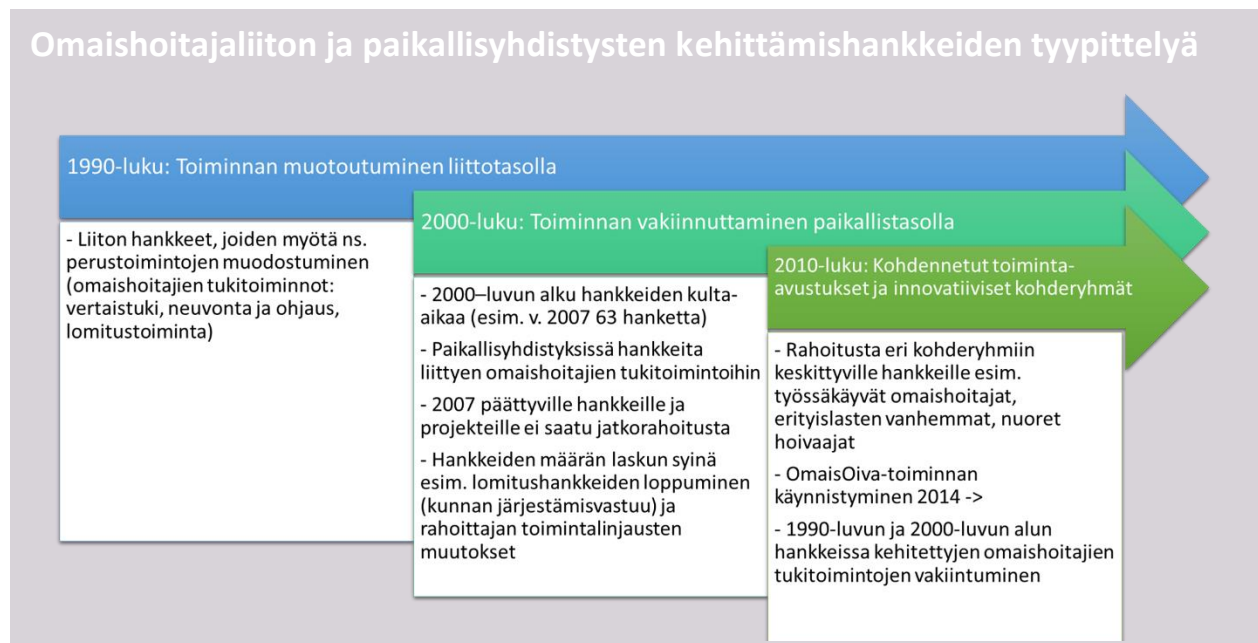 Omaishoitajaliiton ja paikallisyhdistysten kehittämishankkeiden tyypittelyä
1990-luku: Toiminnan muotoutuminen liittotasolla
- Liiton hankkeet, joiden myötä ns.
perustoimintojen muodostuminen
(omaishoitajien tukitoiminnot:
vertaistuki, neuvonta ja ohjaus,
lomitustoiminta)
2000-luku: Toiminnan vakiinnuttaminen paikallistasolla
- 2000–luvun alku hankkeiden kulta-
aikaa (esim. v. 2007 63 hanketta)
- Paikallisyhdistyksissä hankkeita
liittyen omaishoitajien tukitoimintoihin
- 2007 päättyville hankkeille ja
projekteille ei saatu jatkorahoitusta
- Hankkeiden määrän laskun syinä
esim. lomitushankkeiden loppuminen
(kunnan järjestämisvastuu) ja
rahoittajan toimintalinjausten
muutokset
2010-luku: Kohdennetut toiminta-
avustukset ja innovatiiviset kohderyhmät
- Rahoitusta eri kohderyhmiin
keskittyville hankkeille esim.
työssäkäyvät omaishoitajat,
erityislasten vanhemmat, nuoret
hoivaajat
- OmaisOiva-toiminnan
käynnistyminen 2014 ->
- 1990-luvun ja 2000-luvun alun
hankkeissa kehitettyjen omaishoitajien
tukitoimintojen vakiintuminen